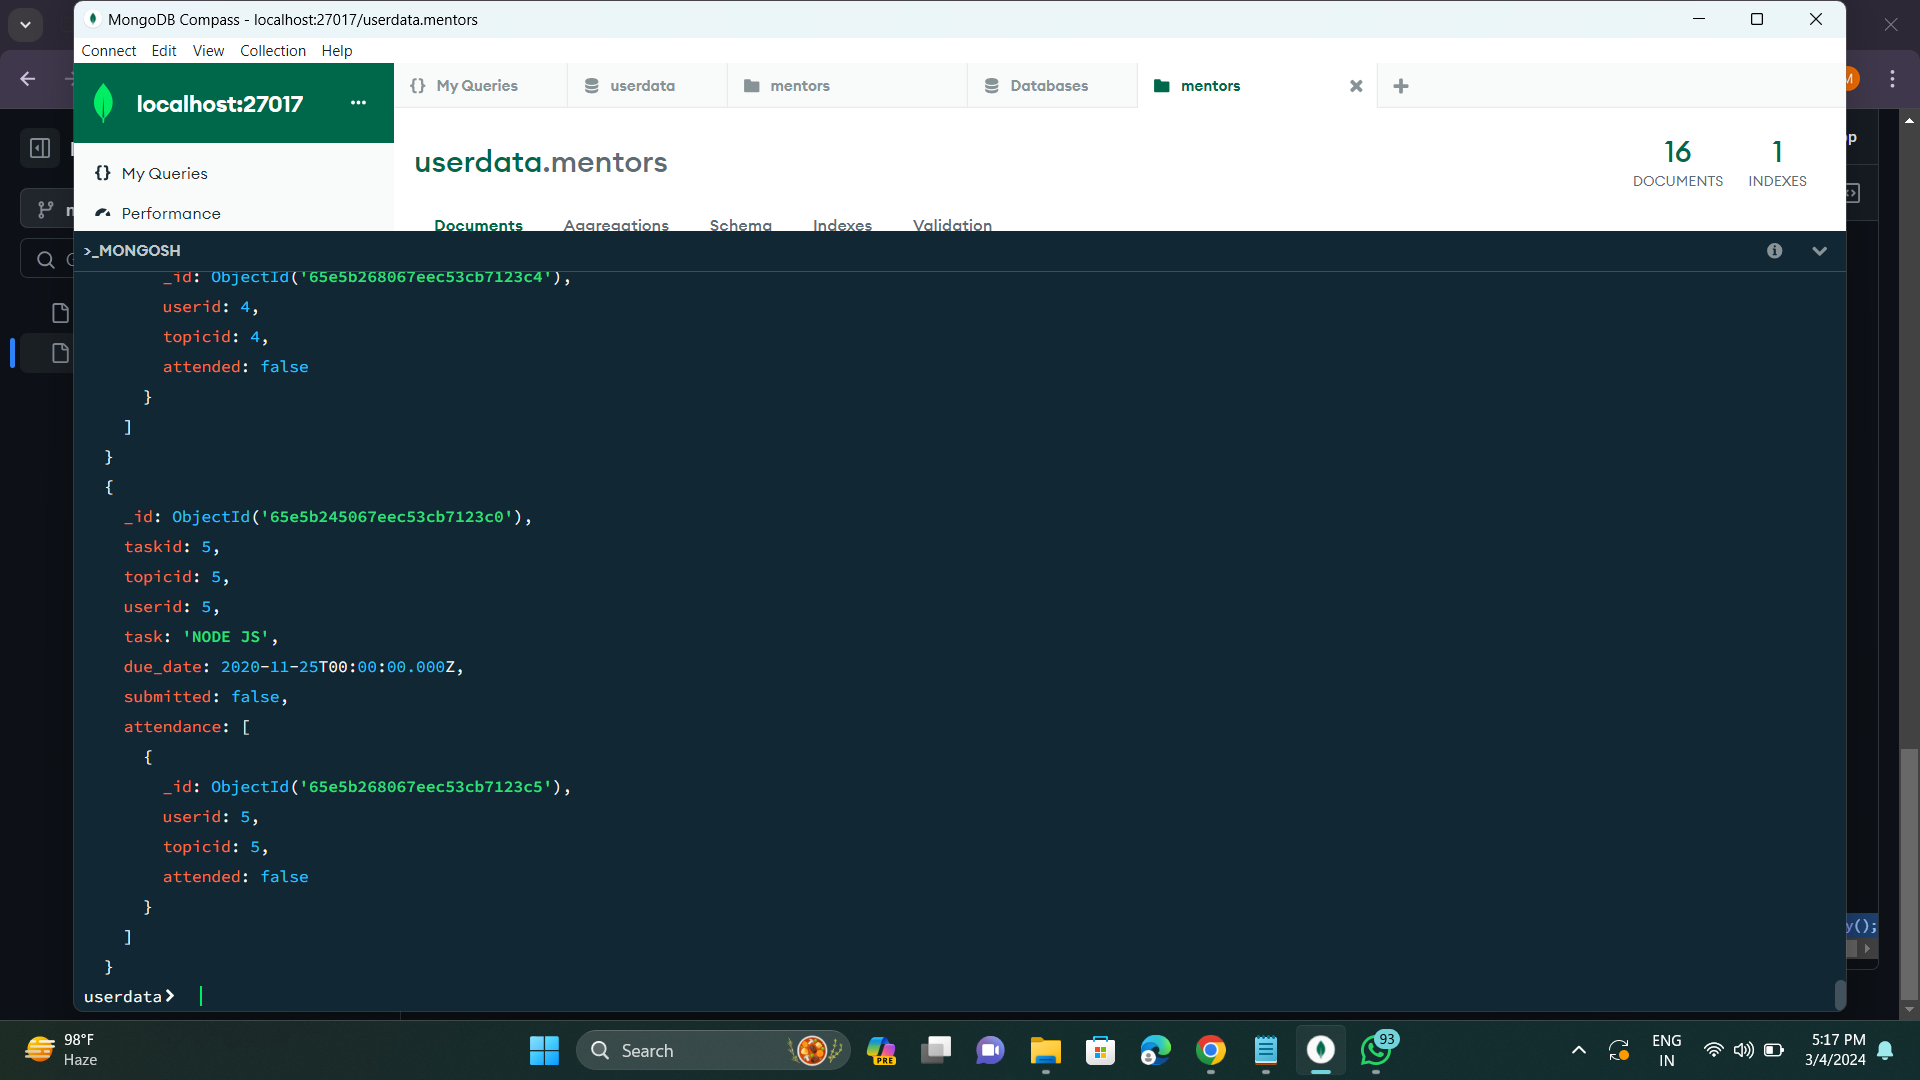 MongoDB Compass - localhost:27017/userdata.mentors
Connect Edit View Collection Help
localhost:27017 ...
{} My Queries
userdata
mentors
Databases
mentors
My Queries
Performance
userdata.mentors
16
DOCUMENTS
1
INDEXES
Documents Aggregations Schema Indexes Validation
>_MONGOSH
_id: ObjectId('65e5b268067eec53cb7123c4'),
userid: 4,
topicid: 4,
attended: false
}
]
}
{
_id: ObjectId('65e5b245067eec53cb7123c0'),
taskid: 5,
topicid: 5,
userid: 5,
task: 'NODE JS',
due_date: 2020-11-25T00:00:00.000Z,
submitted: false,
attendance: [
{
_id: ObjectId('65e5b268067eec53cb7123c5'),
userid: 5,
topicid: 5,
attended: false
}
]
}
userdata>
y();
98°F
Haze
Search
PRE
93
ENG
IN
5:17 PM
3/4/2024